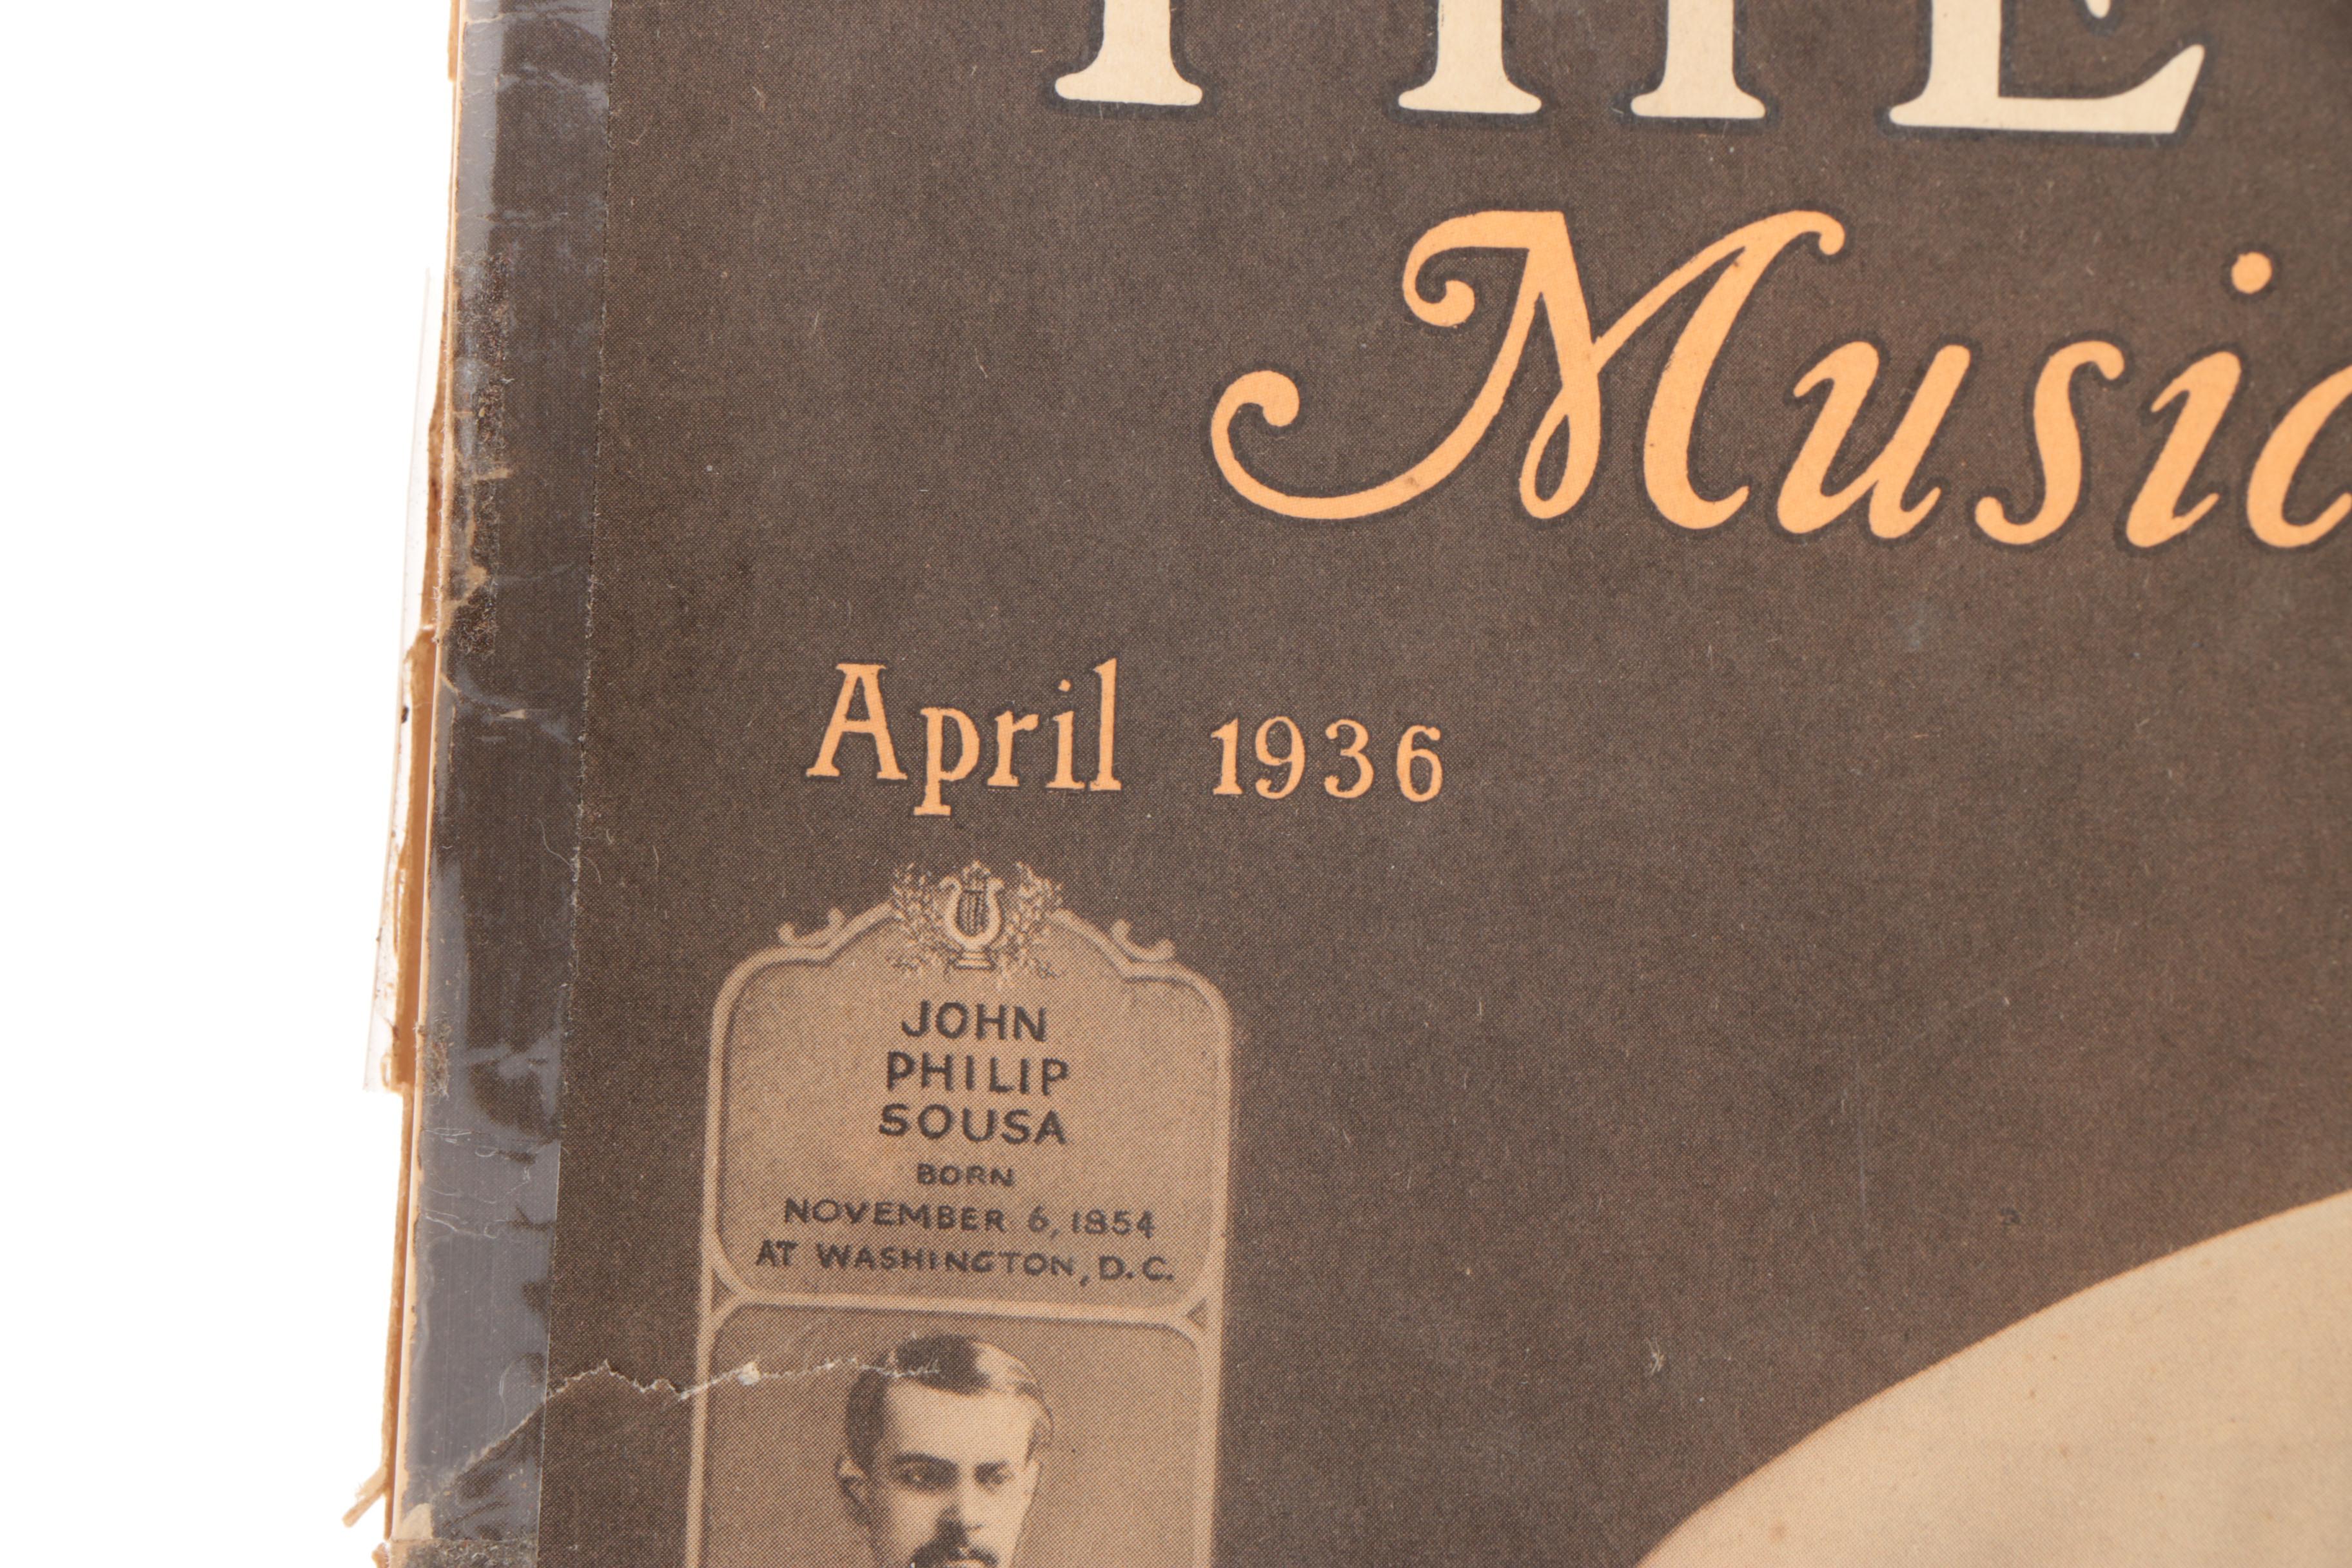 THE
Music
April 1936
JOHN
PHILIP
SOUSA
BORN
NOVEMBER 6, 1854
AT WASHINGTON, D.C.